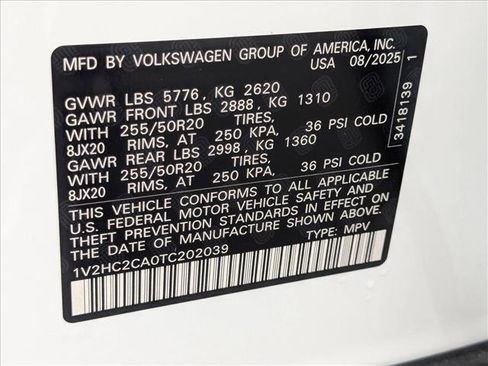 MFD BY VOLKSWAGEN GROUP OF AMERICA, INC.
USA 08/2025
GVWR LBS 5776, KG 2620
GAWR FRONT LBS 2888, KG 1310
WITH 255/50R20 TIRES,
8JX20 RIMS, AT 250 KPA, 36 PSI COLD
GAWR REAR LBS 2998, KG 1360
WITH 255/50R20 TIRES,
8JX20 RIMS, AT 250 KPA, 36 PSI COLD
THIS VEHICLE CONFORMS TO ALL APPLICABLE
U.S. FEDERAL MOTOR VEHICLE SAFETY AND
THEFT PREVENTION STANDARDS IN EFFECT ON
THE DATE OF MANUFACTURE SHOWN ABOVE.
1V2HC2CA0TC202039 TYPE: MPV
3418139 1